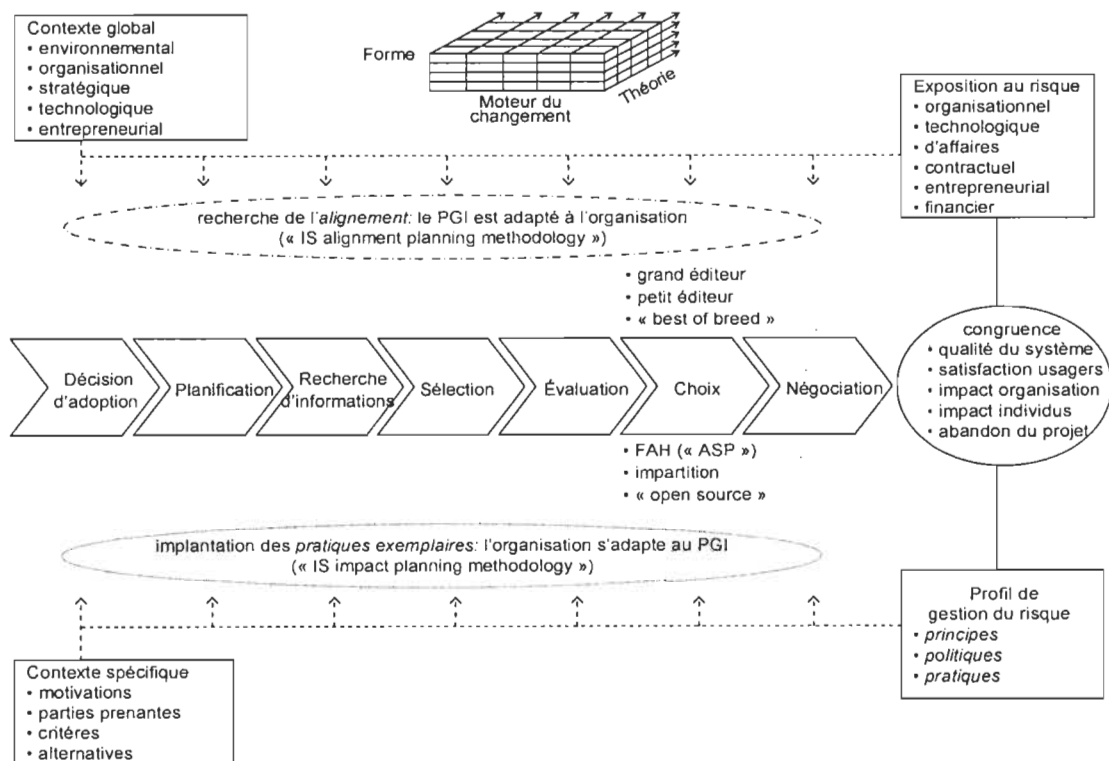 Contexte global
• environnemental
• organisationnel
• stratégique
• technologique
• entrepreneurial
Forme
Moteur du
changement
Théorie
Exposition au risque
• organisationnel
• technologique
• d'affaires
• contractuel
• entrepreneurial
• financier
recherche de l'alignement: le PGI est adapté à l'organisation
(« IS alignment planning methodology »)
• grand éditeur
• petit éditeur
• « best of breed »
Décision
d'adoption
Planification
Recherche
d'informations
Sélection
Évaluation
Choix
Négociation
congruence
• qualité du système
• satisfaction usagers
• impact organisation
• impact individus
• abandon du projet
• FAH (« ASP »)
• impartition
• « open source »
implantation des pratiques exemplaires: l'organisation s'adapte au PGI
(« IS impact planning methodology »)
Profil de
gestion du risque
• principes
• politiques
• pratiques
Contexte spécifique
• motivations
• parties prenantes
• critéres
• alternatives